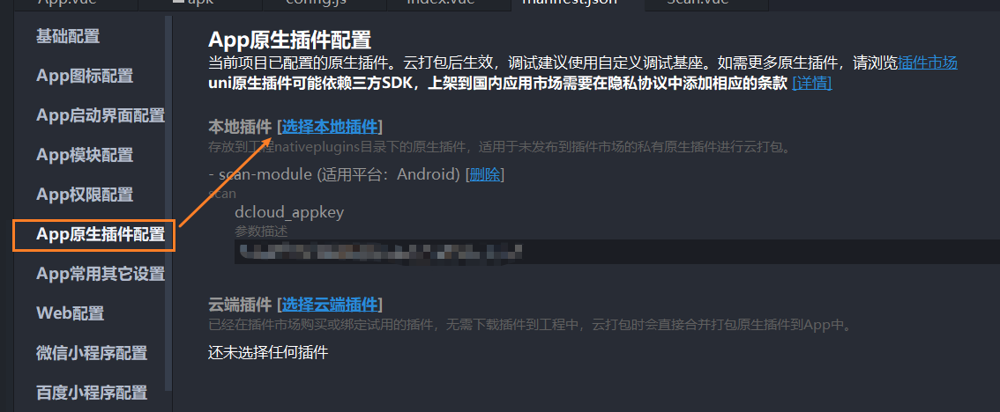 App.vue
apk
config.js
index.vue
manifest.json
Scan.vue
基础配置
App图标配置
App启动界面配置
App模块配置
App权限配置
App原生插件配置
App常用其它设置
Web配置
微信小程序配置
百度小程序配置
App原生插件配置
当前项目已配置的原生插件。云打包后生效，调试建议使用自定义调试基座。如需更多原生插件，请浏览插件市场
uni原生插件可能依赖三方SDK，上架到国内应用市场需要在隐私协议中添加相应的条款 [详情]
本地插件 [选择本地插件]
存放到工程nativeplugins目录下的原生插件，适用于未发布到插件市场的私有原生插件进行云打包。
- scan-module (适用平台：Android) [删除]
scan
dcloud_appkey
参数描述
云端插件 [选择云端插件]
已经在插件市场购买或绑定试用的插件，无需下载插件到工程中，云打包时会直接合并打包原生插件到App中。
还未选择任何插件